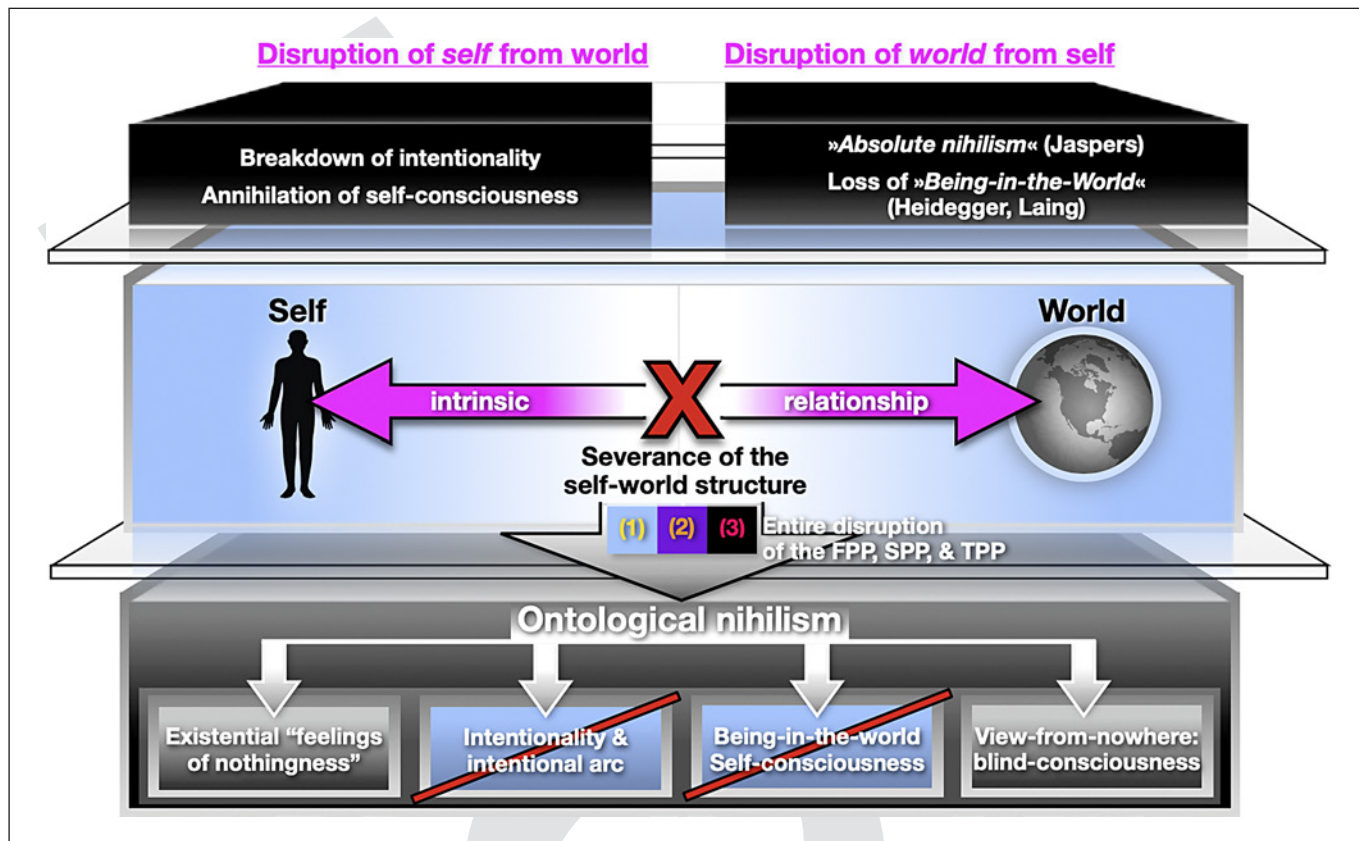 Disruption of self from world
Disruption of world from self
Breakdown of intentionality
Annihilation of self-consciousness
»Absolute nihilism« (Jaspers)
Loss of »Being-in-the-World«
(Heidegger, Laing)
Self
World
intrinsic
X
relationship
Severance of the
self-world structure
(1) (2) (3)
Entire disruption
of the FPP, SPP, & TPP
Ontological nihilism
Existential “feelings
of nothingness”
Intentionality &
intentional arc
Being-in-the-world
Self-consciousness
View-from-nowhere:
blind-consciousness